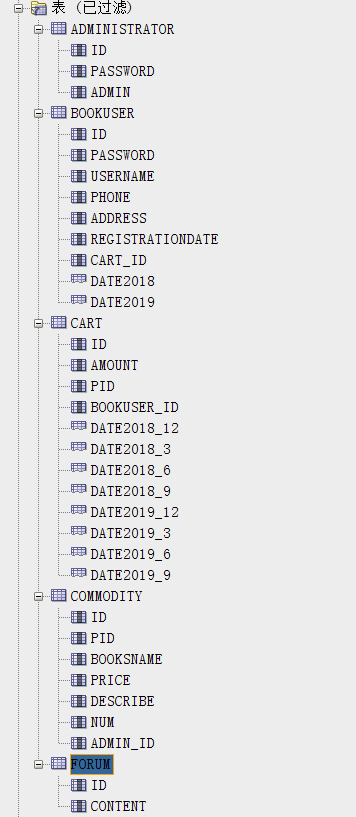 表 (已过滤)
ADMINISTRATOR
ID
PASSWORD
ADMIN
BOOKUSER
ID
PASSWORD
USERNAME
PHONE
ADDRESS
REGISTRATIONDATE
CART_ID
DATE2018
DATE2019
CART
ID
AMOUNT
PID
BOOKUSER_ID
DATE2018_12
DATE2018_3
DATE2018_6
DATE2018_9
DATE2019_12
DATE2019_3
DATE2019_6
DATE2019_9
COMMODITY
ID
PID
BOOKSNAME
PRICE
DESCRIBE
NUM
ADMIN_ID
FORUM
ID
CONTENT